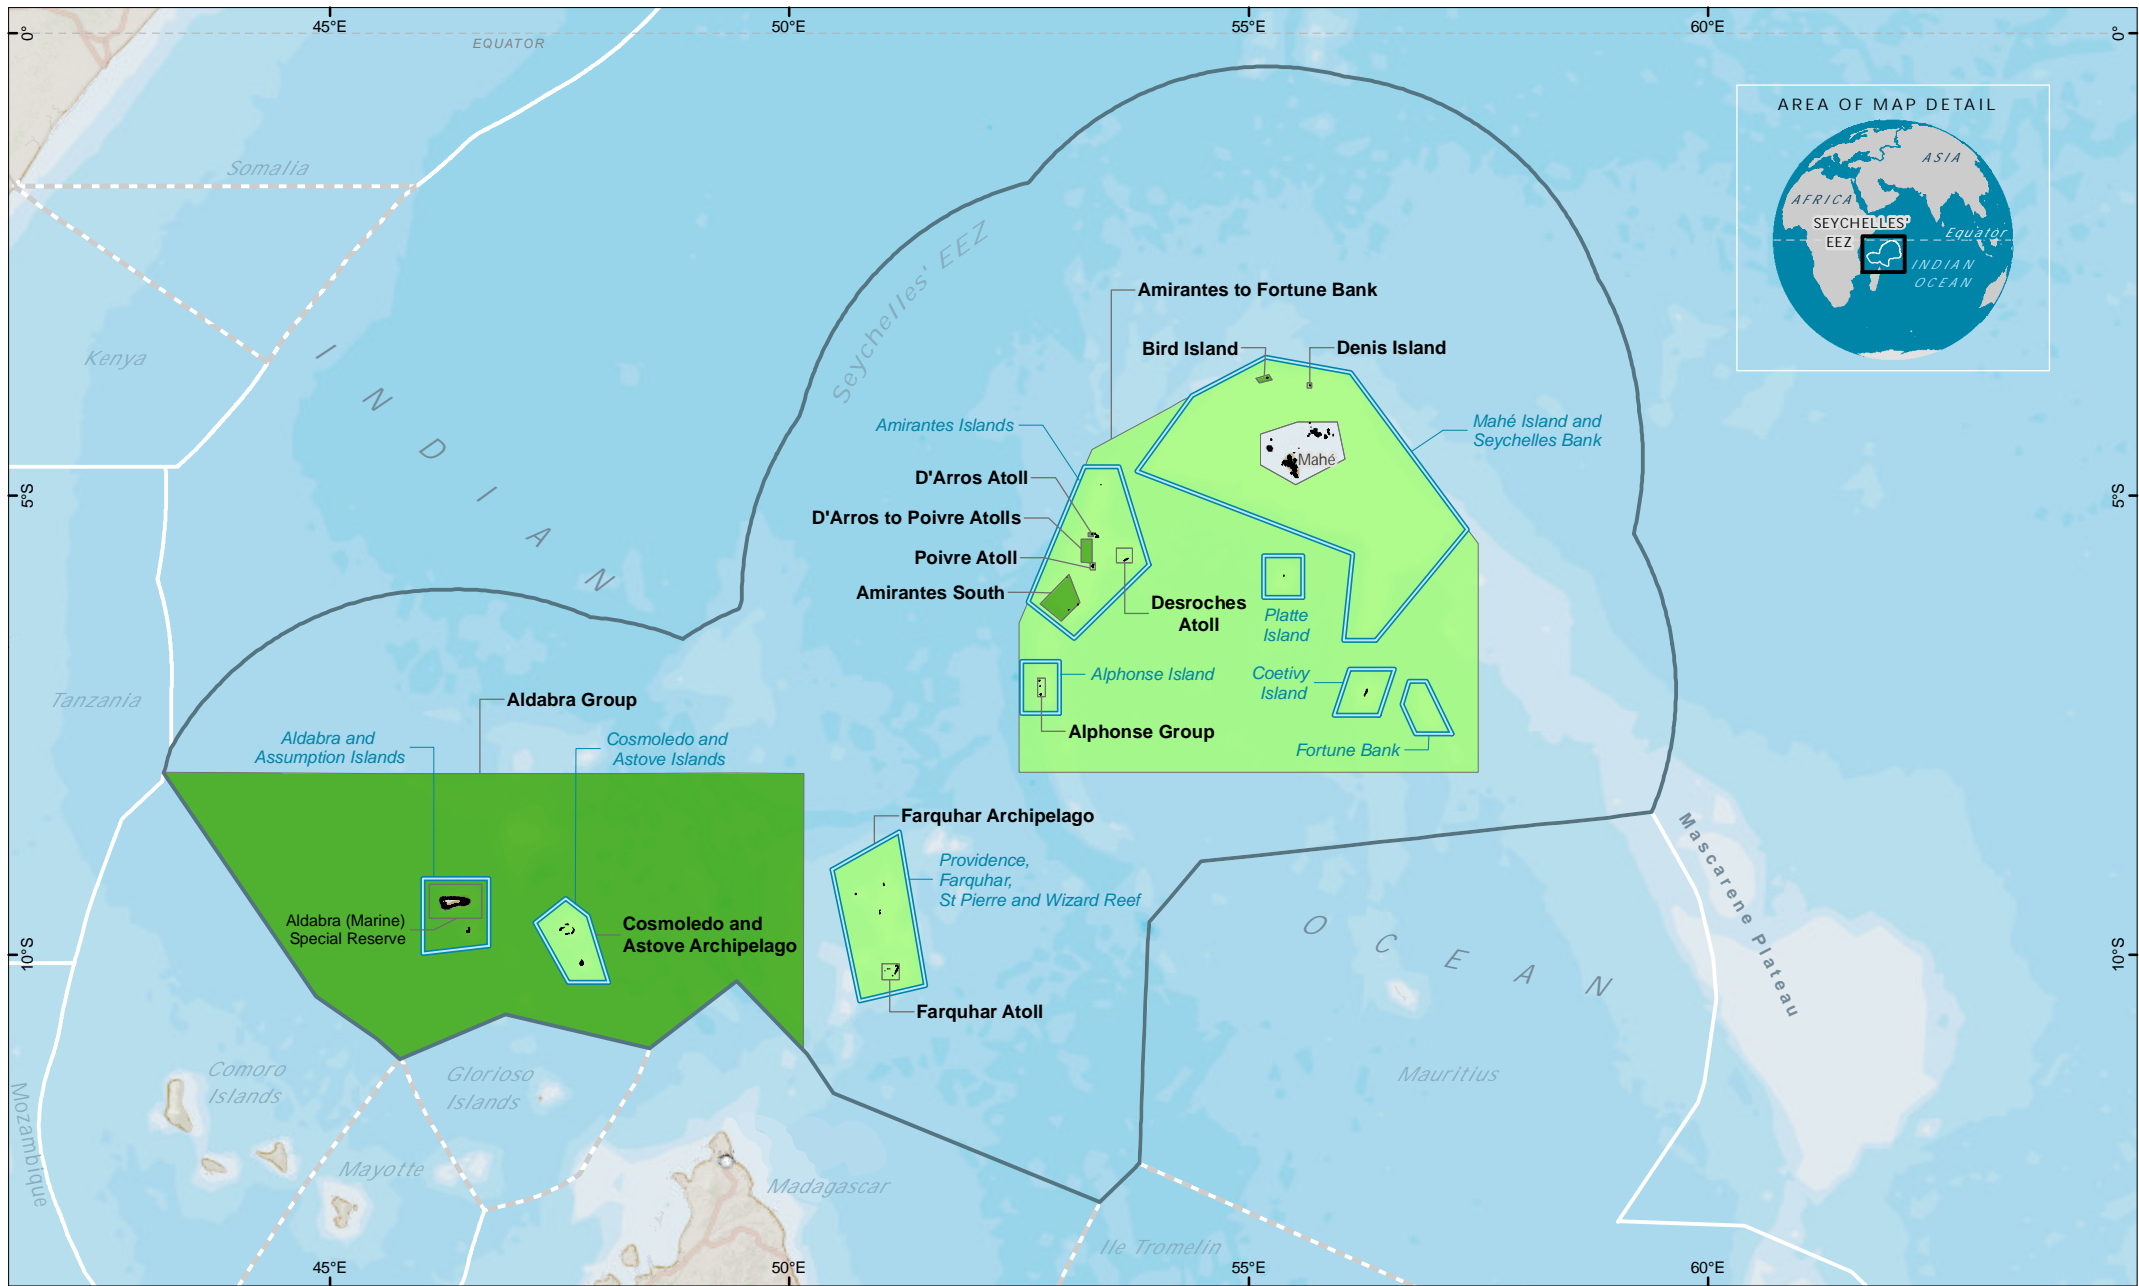 45°E
50°E
55°E
60°E
0°
0°
EQUATOR
AREA OF MAP DETAIL
ASIA
AFRICA
SEYCHELLES'
EEZ
Equator
INDIAN
OCEAN
Somalia
Seychelles' EEZ
Amirantes to Fortune Bank
Bird Island
Denis Island
Kenya
INDIAN
Amirantes Islands
Mahé Island and
Seychelles Bank
Mahé
D'Arros Atoll
5°S
5°S
D'Arros to Poivre Atolls
Poivre Atoll
Amirantes South
Desroches
Atoll
Platte
Island
Alphonse Island
Coetivy
Island
Tanzania
Aldabra Group
Alphonse Group
Aldabra and
Assumption Islands
Cosmoledo and
Astove Islands
Fortune Bank
Farquhar Archipelago
Mascarene Plateau
Providence,
Farquhar,
St Pierre and Wizard Reef
Aldabra (Marine)
Special Reserve
Cosmoledo and
Astove Archipelago
OCEAN
10°S
10°S
Farquhar Atoll
Comoro
Islands
Glorioso
Islands
Mauritius
Mozambique
Mayotte
Madagascar
Ile Tromelin
45°E
50°E
55°E
60°E